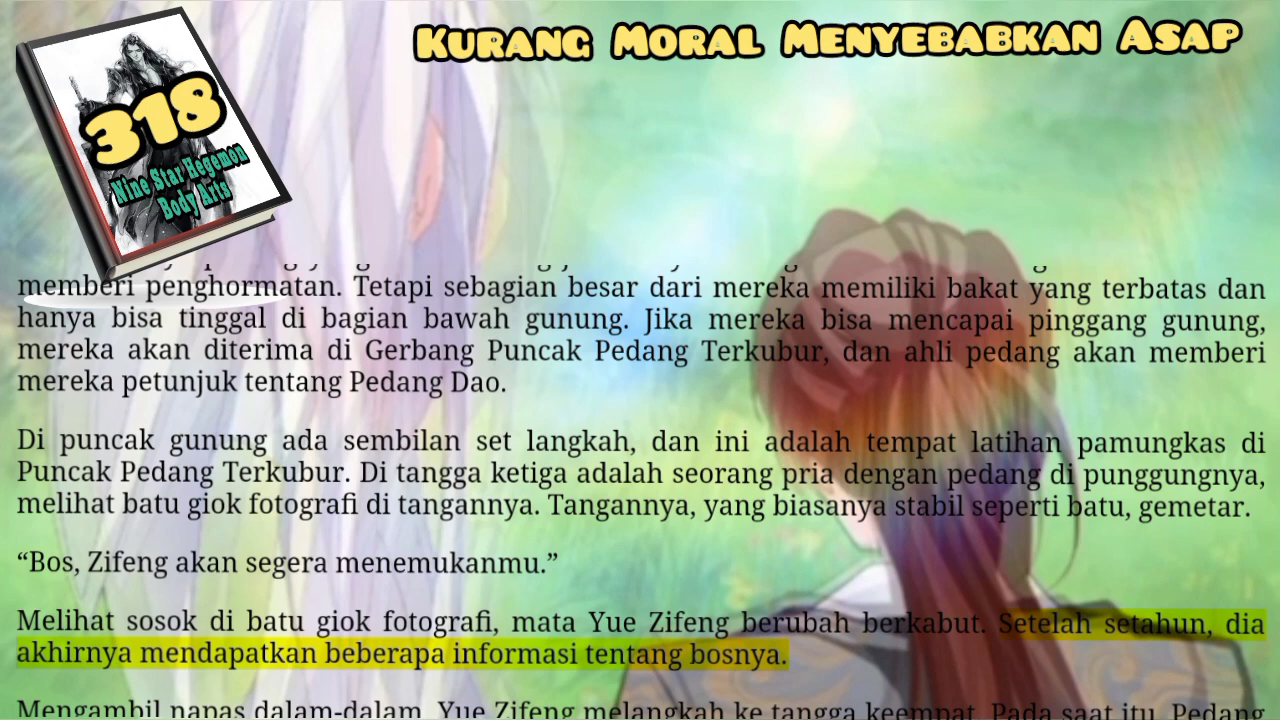 Kurang Moral Menyebabkan Asap
318
Nine Star Hegemon
Body Arts
memberi penghormatan. Tetapi sebagian besar dari mereka memiliki bakat yang terbatas dan
hanya bisa tinggal di bagian bawah gunung. Jika mereka bisa mencapai pinggang gunung,
mereka akan diterima di Gerbang Puncak Pedang Terkubur, dan ahli pedang akan memberi
mereka petunjuk tentang Pedang Dao.
Di puncak gunung ada sembilan set langkah, dan ini adalah tempat latihan pamungkas di
Puncak Pedang Terkubur. Di tangga ketiga adalah seorang pria dengan pedang di punggungnya,
melihat batu giok fotografi di tangannya. Tangannya, yang biasanya stabil seperti batu, gemetar.
“Bos, Zifeng akan segera menemukanmu.”
Melihat sosok di batu giok fotografi, mata Yue Zifeng berubah berkabut. Setelah setahun, dia
akhirnya mendapatkan beberapa informasi tentang bosnya.
Mengambil napas dalam-dalam, Yue Zifeng melangkah ke tangga keempat. Pada saat itu, Pedang